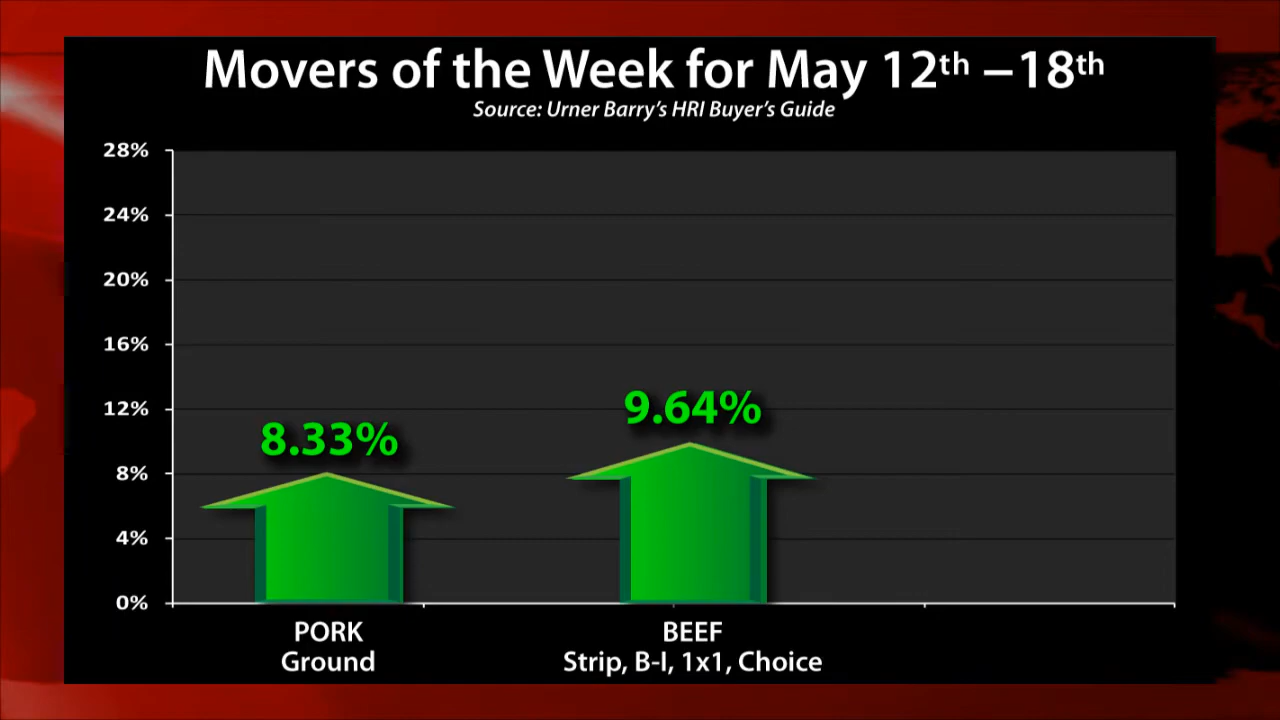 Movers of the Week for May 12th –18th
Source: Urner Barry's HRI Buyer's Guide
28%
24%
20%
16%
12%
8%
4%
0%
8.33%
9.64%
PORK
Ground
BEEF
Strip, B-I, 1x1, Choice